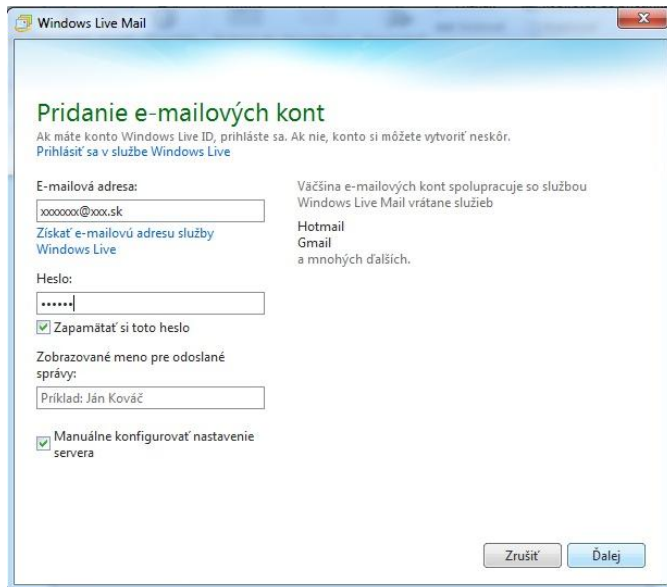 Windows Live Mail
Pridanie e-mailových kont
Ak máte konto Windows Live ID, prihláste sa. Ak nie, konto si môžete vytvoriť neskôr.
Prihlásiť sa v službe Windows Live
E-mailová adresa:
xxxxxxx@xxx.sk
Získať e-mailovú adresu služby
Windows Live
Heslo:
••••••
Zapamätať si toto heslo
Zobrazované meno pre odoslané
správy:
Príklad: Ján Kováč
Manuálne konfigurovať nastavenie
servera
Väčšina e-mailových kont spolupracuje so službou
Windows Live Mail vrátane služieb
Hotmail
Gmail
a mnohých ďalších.
Zrušiť
Ďalej